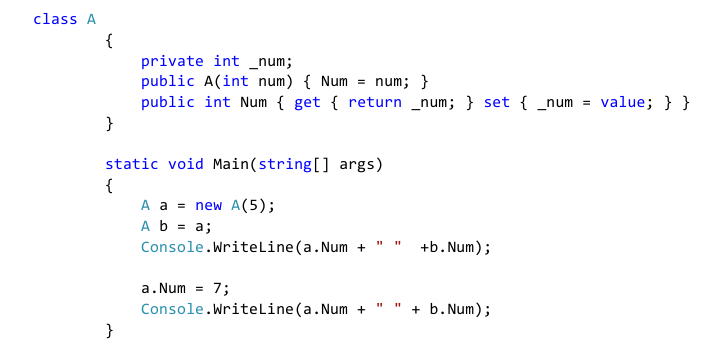 class A
{
private int _num;
public A(int num) { Num = num; }
public int Num { get { return _num; } set { _num = value; } }
}
static void Main(string[] args)
{
A a = new A(5);
A b = a;
Console.WriteLine(a.Num + " "  +b.Num);
a.Num = 7;
Console.WriteLine(a.Num + " " + b.Num);
}